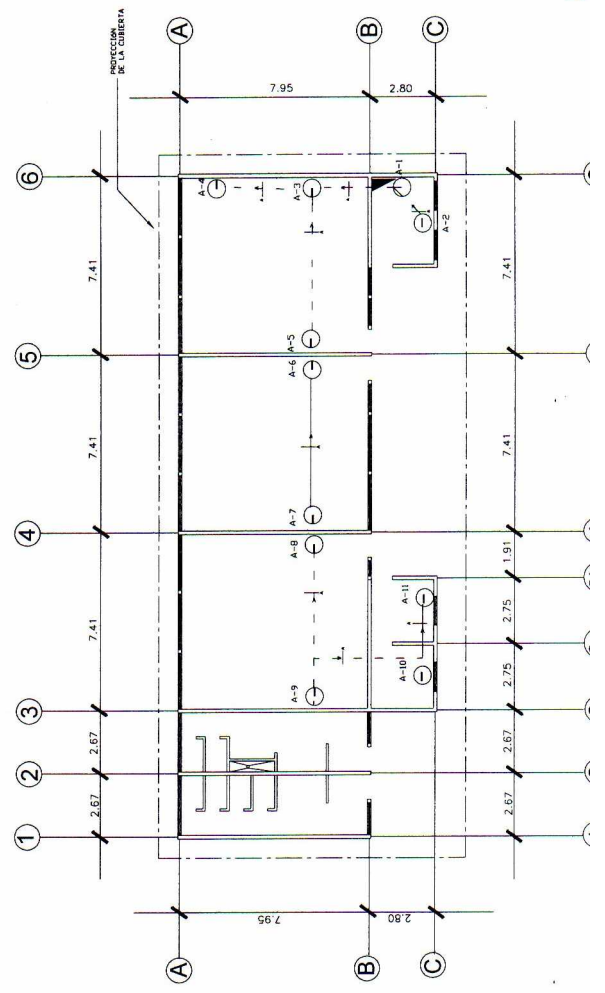 PROYECCIÓN
DE LA CUBIERTA
1
2
3
4
5
6
2.67
2.67
7.41
7.41
7.41
A
B
C
A
B
C
7.95
2.80
7.95
2.80
A-4
A-3
A-1
A-2
A-5
A-6
A-7
A-8
A-9
A-10
A-11
2.67
2.67
2.75
2.75
1.91
7.41
7.41